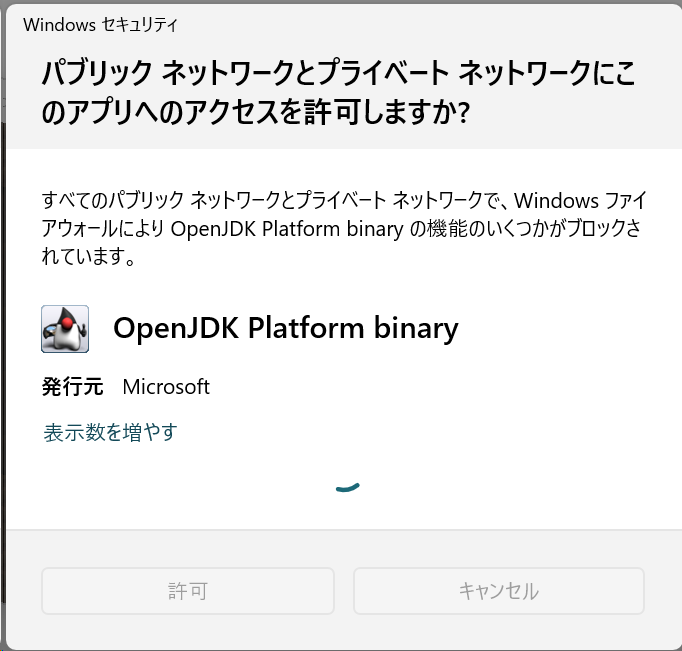 Windows セキュリティ
パブリック ネットワークとプライベート ネットワークにこ
のアプリへのアクセスを許可しますか?
すべてのパブリック ネットワークとプライベート ネットワークで、Windows ファイ
アウォールにより OpenJDK Platform binary の機能のいくつかがブロックさ
れています。
OpenJDK Platform binary
発行元 Microsoft
表示数を増やす
許可
キャンセル